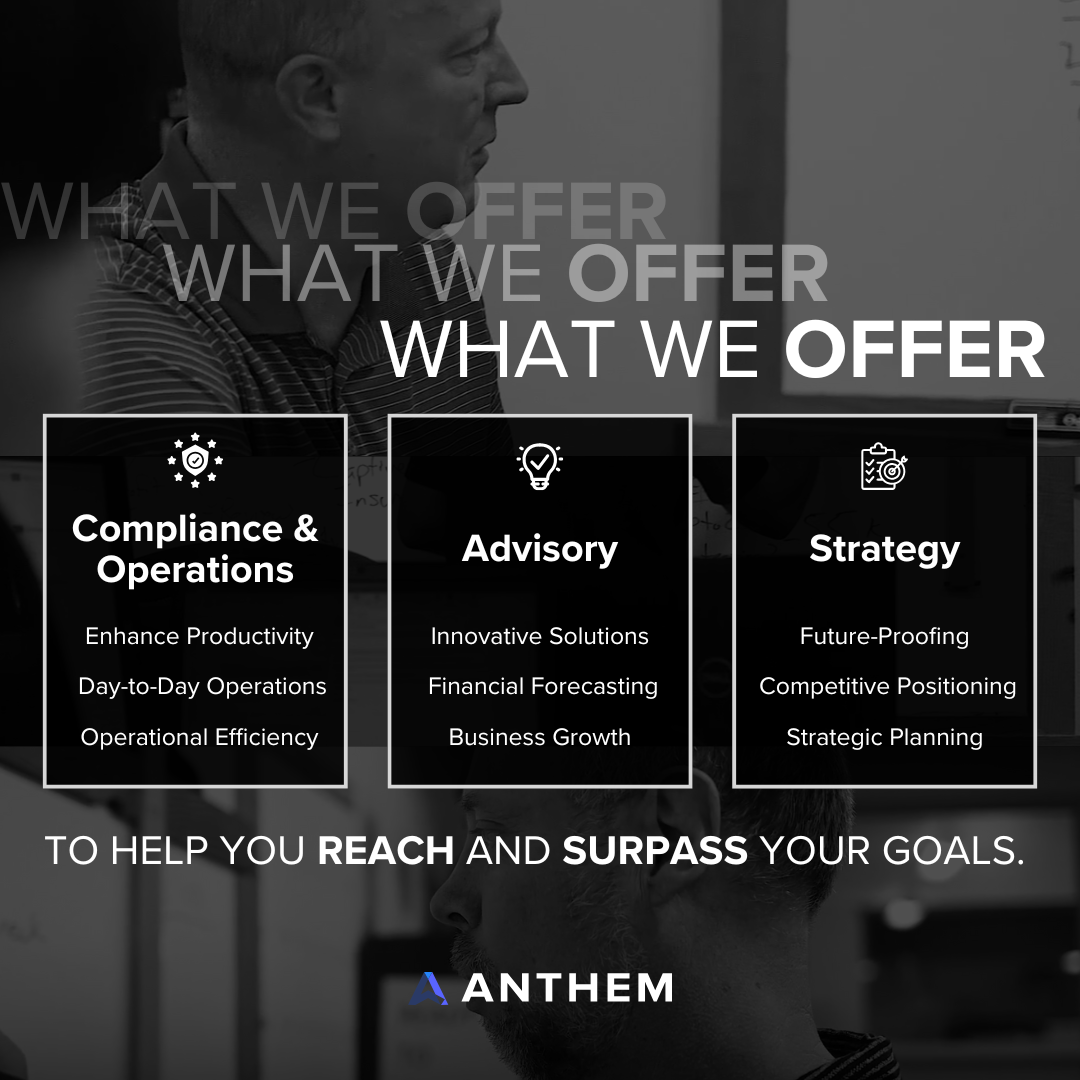 WHAT WE OFFER
WHAT WE OFFER
WHAT WE OFFER
Compliance &
Operations
Enhance Productivity
Day-to-Day Operations
Operational Efficiency
Advisory
Innovative Solutions
Financial Forecasting
Business Growth
Strategy
Future-Proofing
Competitive Positioning
Strategic Planning
TO HELP YOU REACH AND SURPASS YOUR GOALS.
ANTHEM